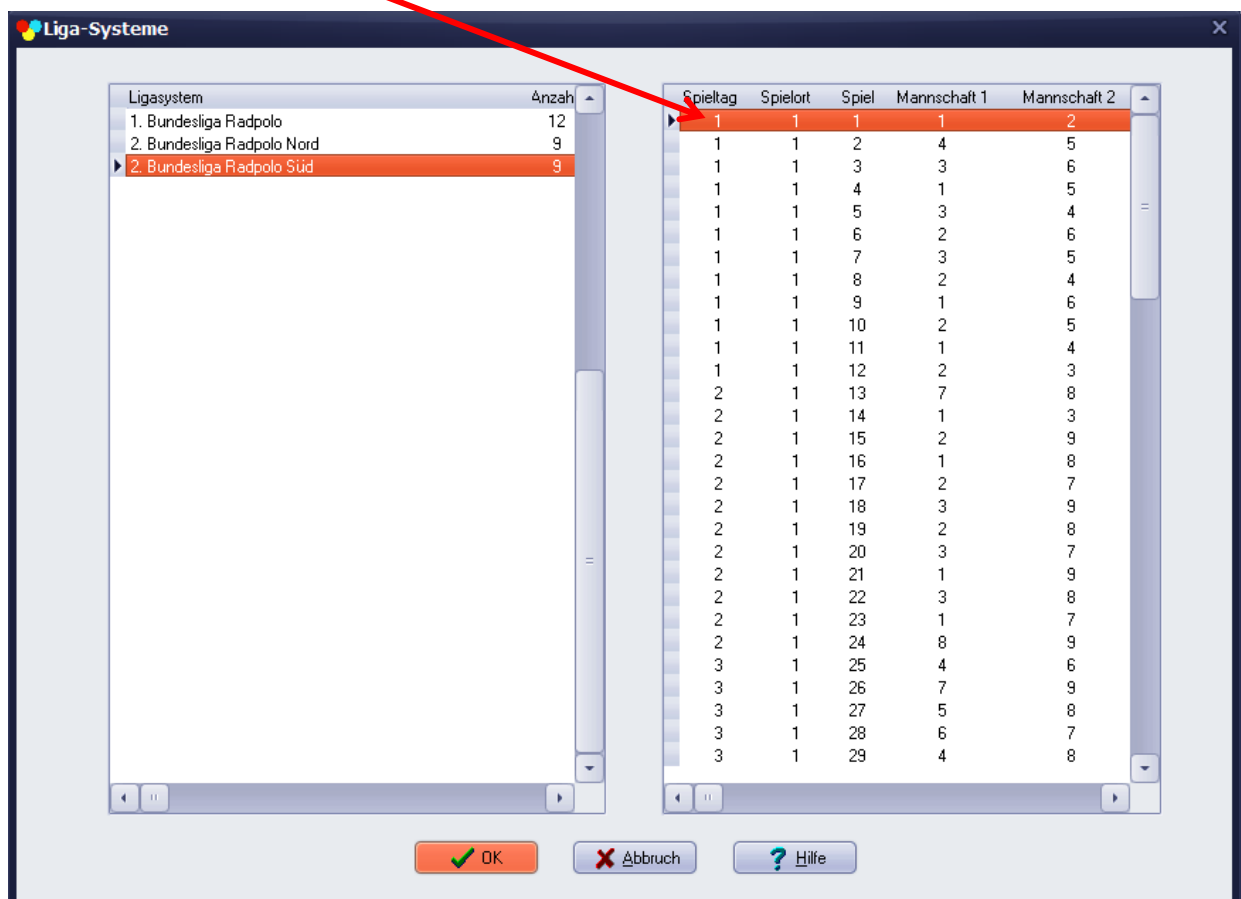 Liga-Systeme
Ligasystem Anzah
1. Bundesliga Radpolo 12
2. Bundesliga Radpolo Nord 9
2. Bundesliga Radpolo Süd 9
Spieltag Spielort Spiel Mannschaft 1 Mannschaft 2
1 1 1 1 2
1 1 2 4 5
1 1 3 3 6
1 1 4 1 5
1 1 5 3 4
1 1 6 2 6
1 1 7 3 5
1 1 8 2 4
1 1 9 1 6
1 1 10 2 5
1 1 11 1 4
1 1 12 2 3
2 1 13 7 8
2 1 14 1 3
2 1 15 2 9
2 1 16 1 8
2 1 17 2 7
2 1 18 3 9
2 1 19 2 8
2 1 20 3 7
2 1 21 1 9
2 1 22 3 8
2 1 23 1 7
2 1 24 8 9
3 1 25 4 6
3 1 26 7 9
3 1 27 5 8
3 1 28 6 7
3 1 29 4 8
OK Abbruch Hilfe